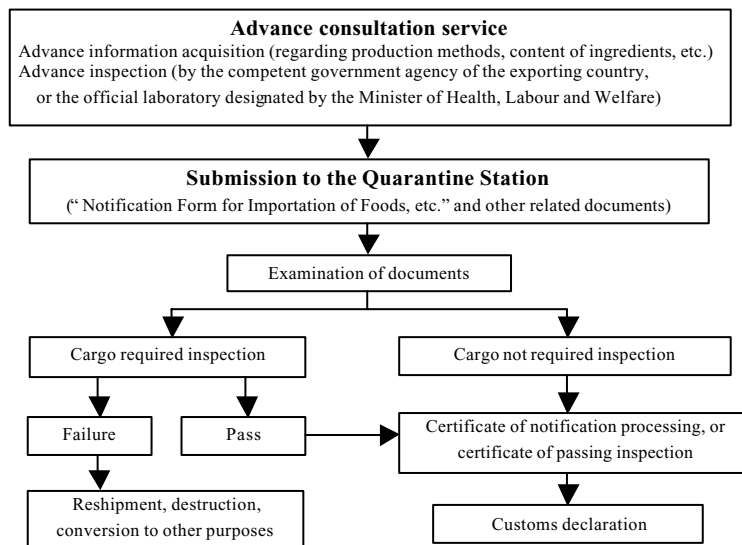 Advance consultation service
Advance information acquisition (regarding production methods, content of ingredients, etc.)
Advance inspection (by the competent government agency of the exporting country,
or the official laboratory designated by the Minister of Health, Labour and Welfare)
Submission to the Quarantine Station
(“ Notification Form for Importation of Foods, etc.” and other related documents)
Examination of documents
Cargo required inspection
Cargo not required inspection
Failure
Pass
Certificate of notification processing, or
certificate of passing inspection
Reshipment, destruction,
conversion to other purposes
Customs declaration